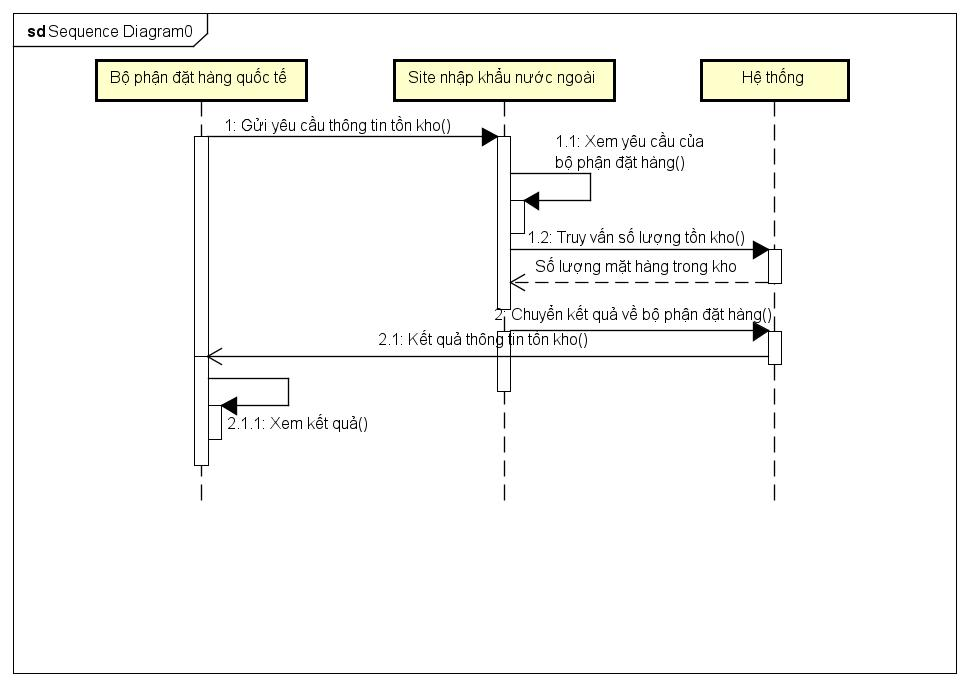 sd Sequence Diagram0
Bộ phận đặt hàng quốc tế
Site nhập khẩu nước ngoài
Hệ thống
1: Gửi yêu cầu thông tin tồn kho()
1.1: Xem yêu cầu của
bộ phận đặt hàng()
1.2: Truy vấn số lượng tồn kho()
Số lượng mặt hàng trong kho
2: Chuyển kết quả về bộ phận đặt hàng()
2.1: Kết quả thông tin tồn kho()
2.1.1: Xem kết quả()